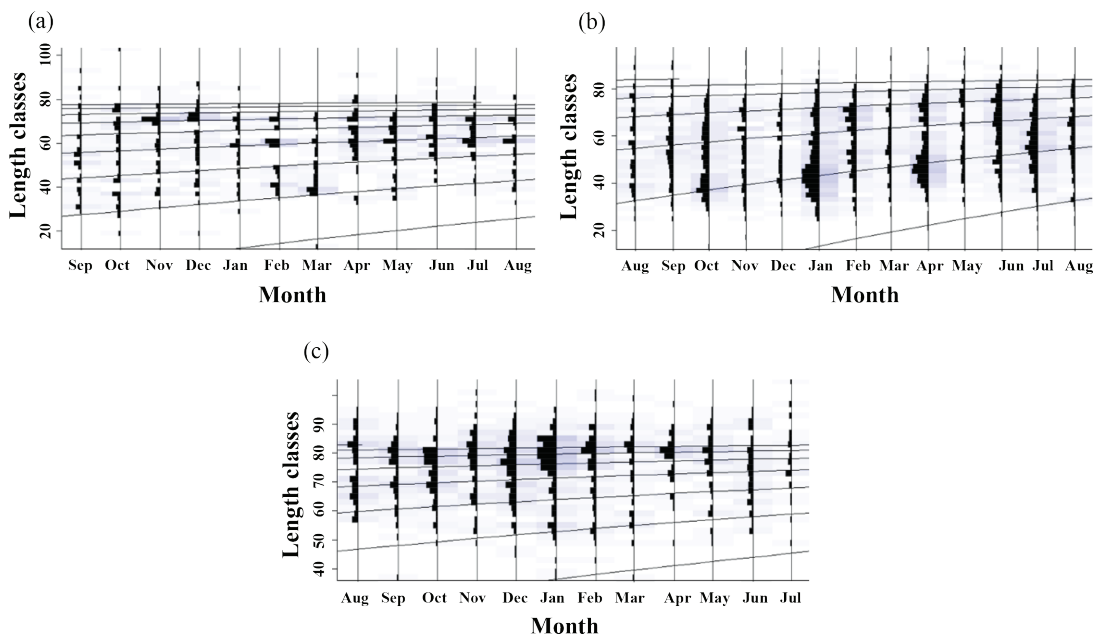 (a)
(b)
Length classes
100
80
60
40
20
Sep Oct Nov Dec Jan Feb Mar Apr May Jun Jul Aug
Month
Length classes
80
60
40
20
Aug Sep Oct Nov Dec Jan Feb Mar Apr May Jun Jul Aug
Month
(c)
Length classes
90
80
70
60
50
40
Aug Sep Oct Nov Dec Jan Feb Mar Apr May Jun Jul
Month